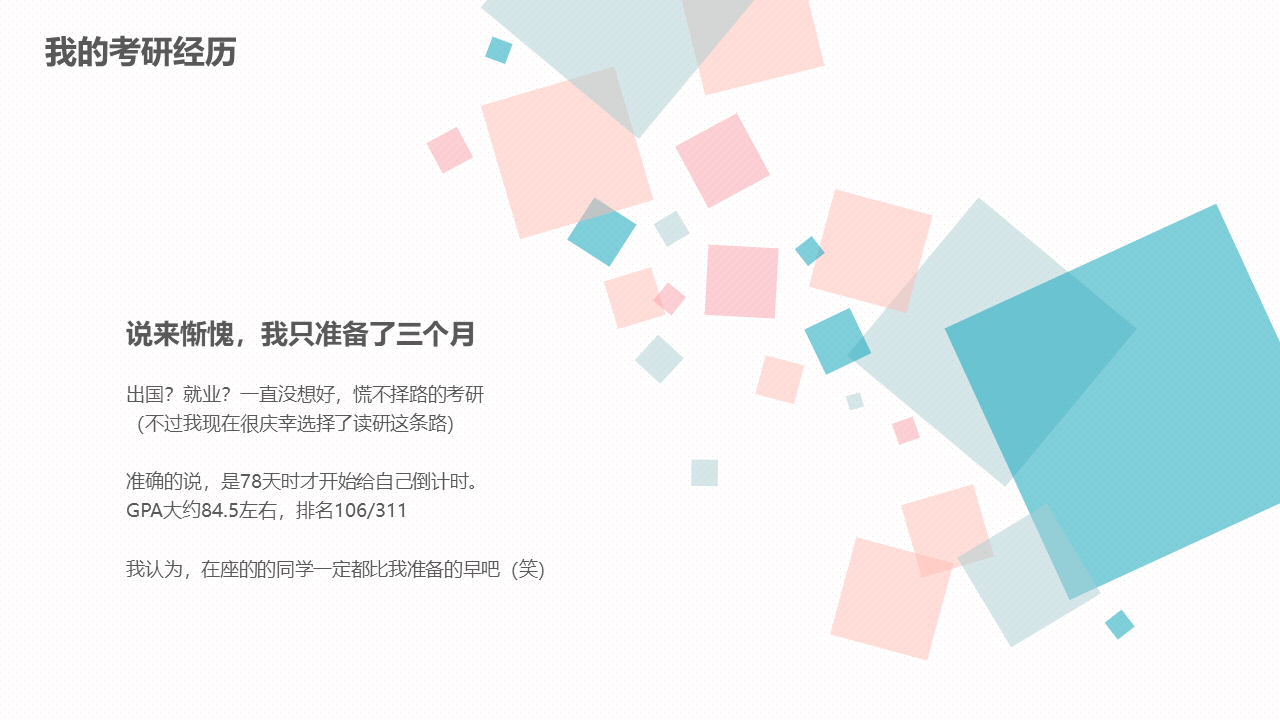 我的考研经历
说来惭愧，我只准备了三个月
出国？就业？一直没想好，慌不择路的考研
（不过我现在很庆幸选择了读研这条路)
准确的说，是78天时才开始给自己倒计时。
GPA大约84.5左右，排名106/311
我认为，在座的的同学一定都比我准备的早吧（笑)